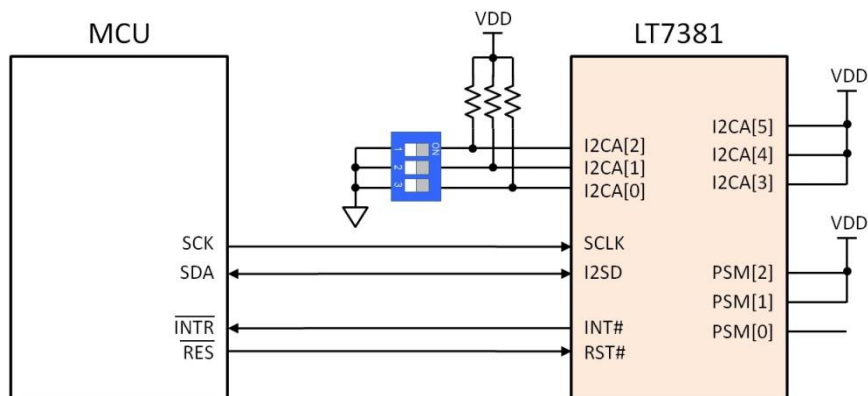 MCU
VDD
LT7381
VDD
I2CA[5]
I2CA[4]
I2CA[3]
1 ON
2
3
I2CA[2]
I2CA[1]
I2CA[0]
SCK
SCLK
VDD
SDA
I2SD
PSM[2]
PSM[1]
PSM[0]
INTR
INT#
RES
RST#